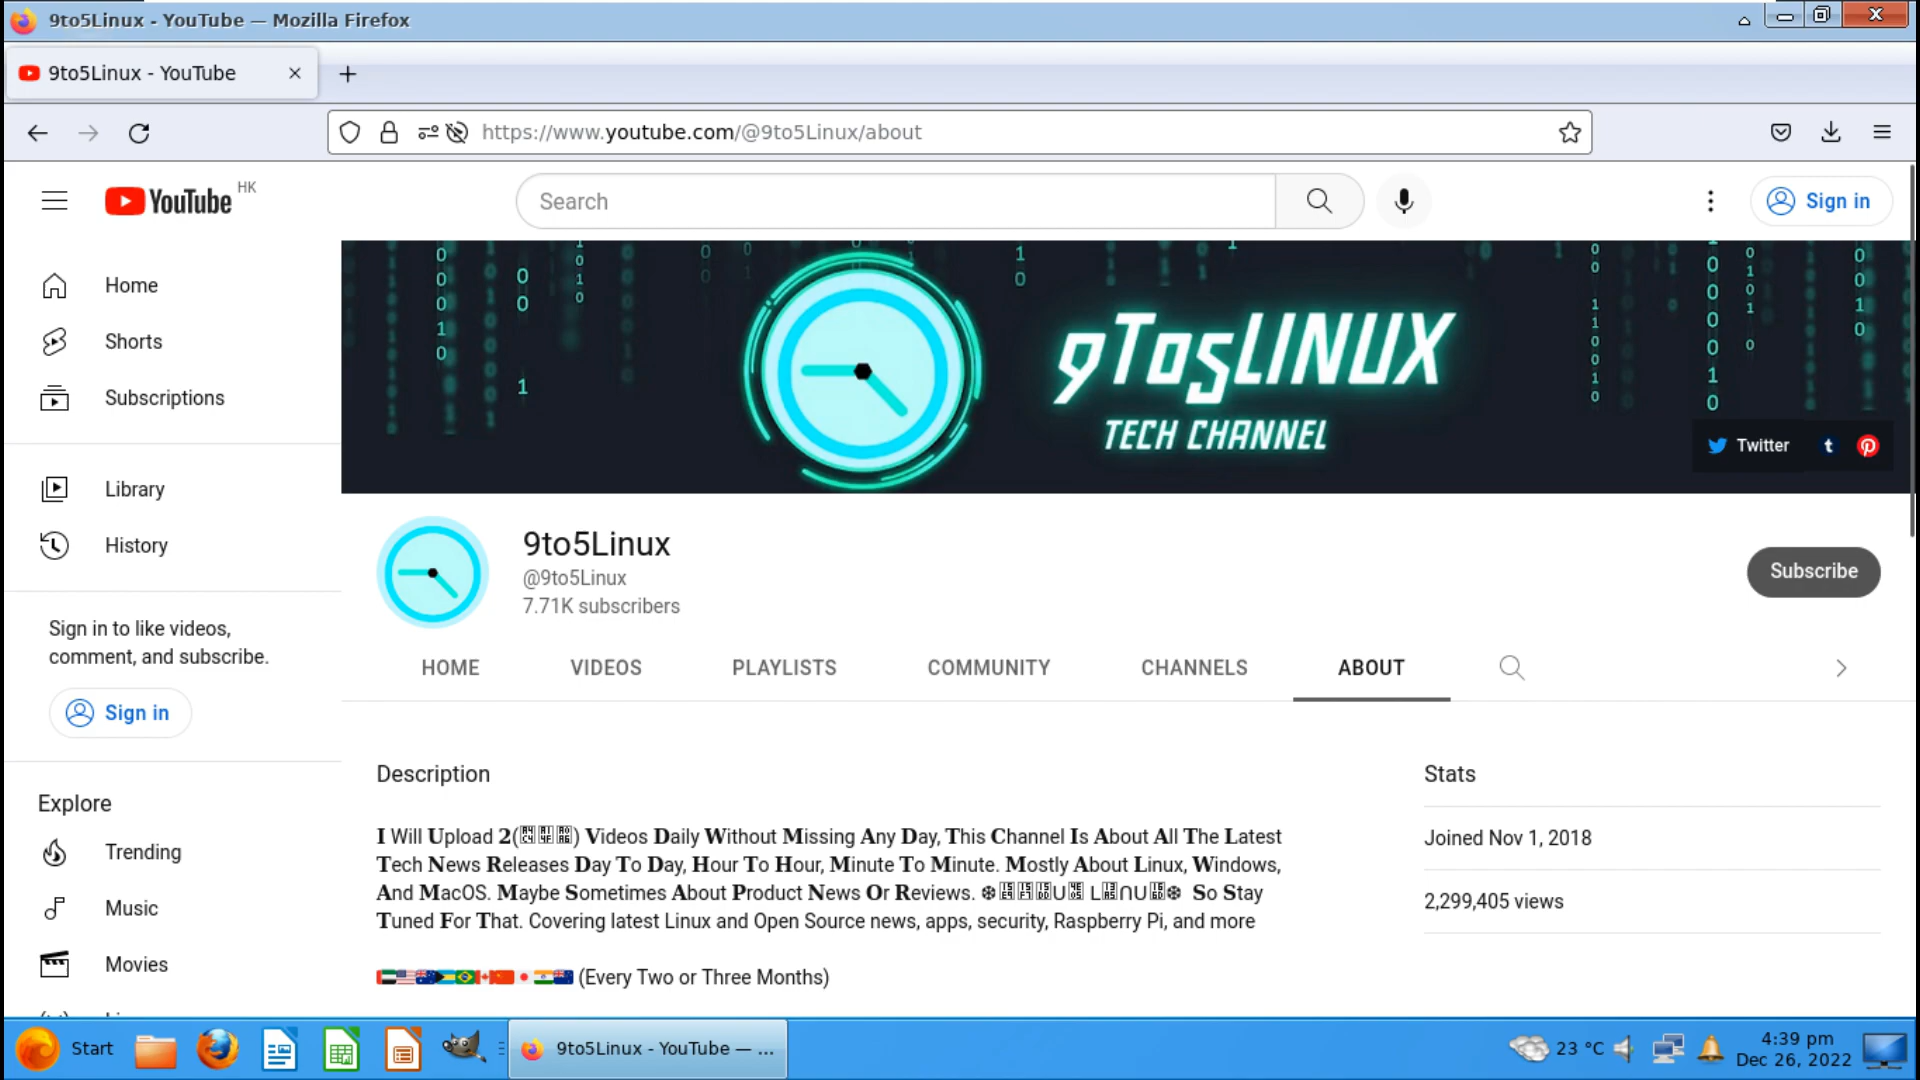 9to5Linux - YouTube — Mozilla Firefox
9to5Linux - YouTube
https://www.youtube.com/@9to5Linux/about
YouTube HK
Search
Sign in
Home
Shorts
Subscriptions
Library
History
Sign in to like videos,
comment, and subscribe.
Sign in
Explore
Trending
Music
Movies
9To5LINUX
TECH CHANNEL
Twitter
9to5Linux
@9to5Linux
7.71K subscribers
Subscribe
HOME
VIDEOS
PLAYLISTS
COMMUNITY
CHANNELS
ABOUT
Description
I Will Upload 2() Videos Daily Without Missing Any Day, This Channel Is About All The Latest
Tech News Releases Day To Day, Hour To Hour, Minute To Minute. Mostly About Linux, Windows,
And MacOS. Maybe Sometimes About Product News Or Reviews. So Stay
Tuned For That. Covering latest Linux and Open Source news, apps, security, Raspberry Pi, and more
(Every Two or Three Months)
Stats
Joined Nov 1, 2018
2,299,405 views
Start
9to5Linux - YouTube — ...
23 °C
4:39 pm
Dec 26, 2022